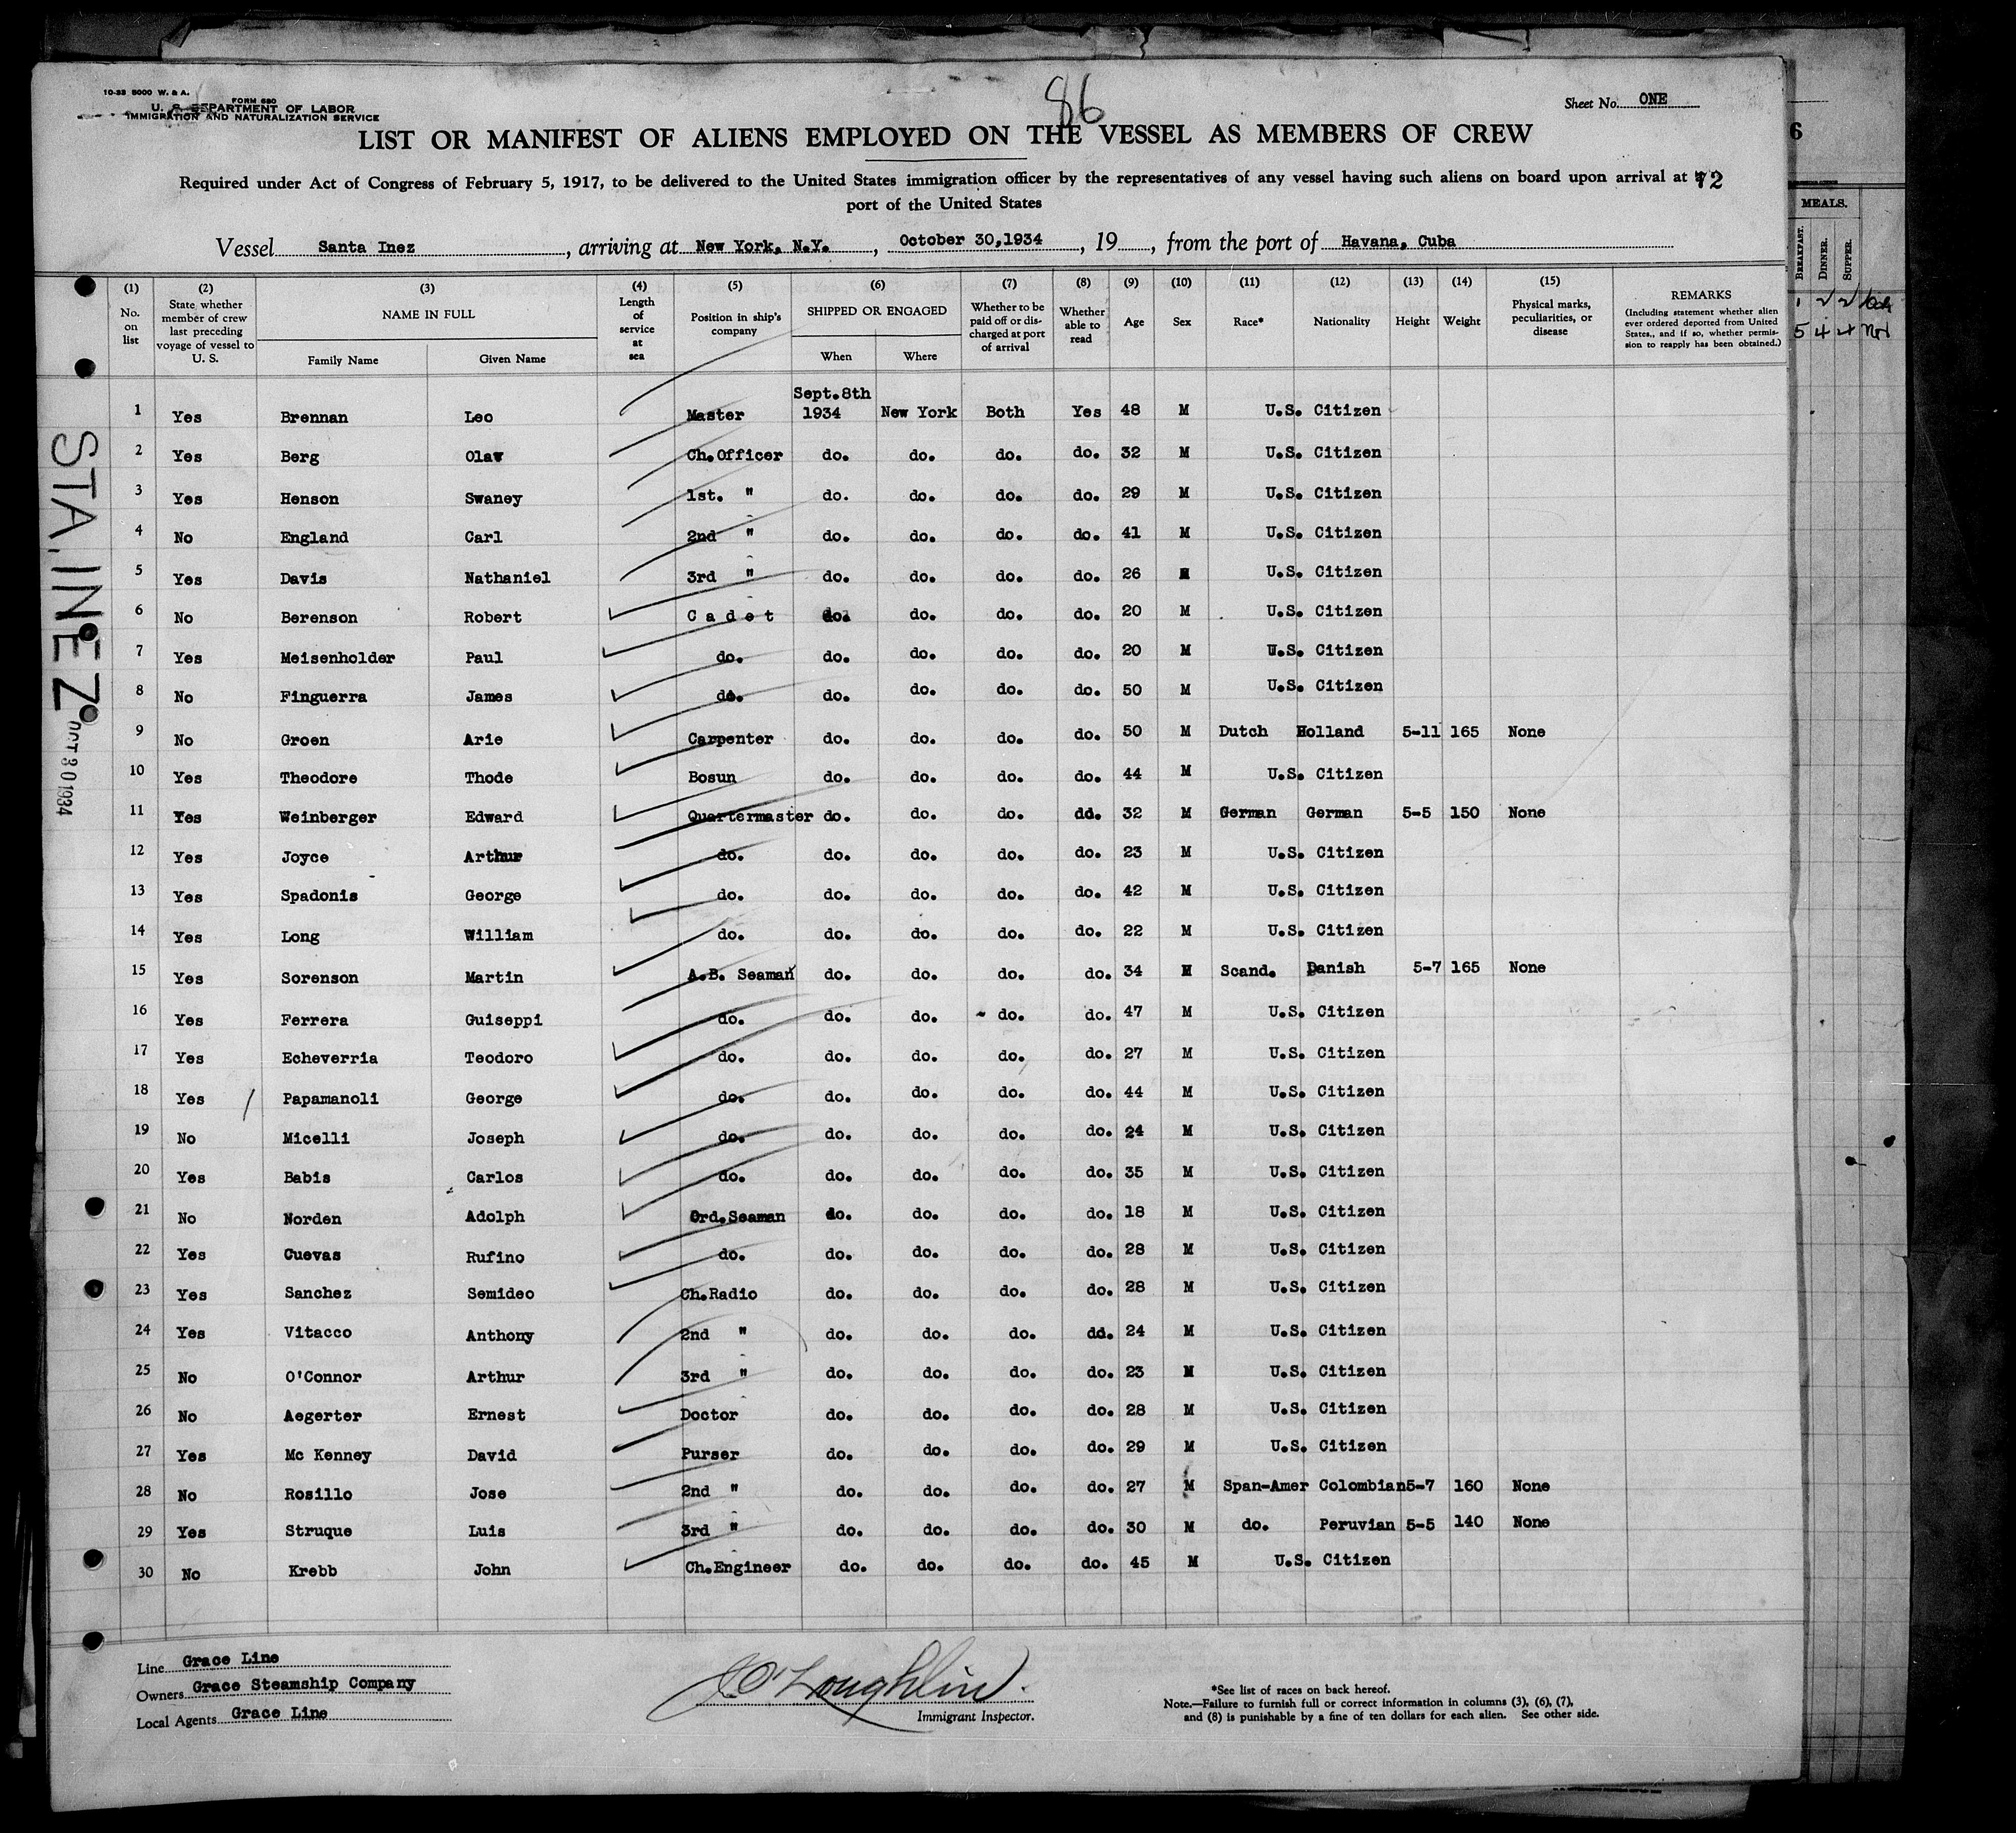 10-33 5000 W. & A.
FORM 680
U. S. DEPARTMENT OF LABOR
IMMIGRATION AND NATURALIZATION SERVICE
86
Sheet No. ONE
LIST OR MANIFEST OF ALIENS EMPLOYED ON THE VESSEL AS MEMBERS OF CREW
Required under Act of Congress of February 5, 1917, to be delivered to the United States immigration officer by the representatives of any vessel having such aliens on board upon arrival at 72
port of the United States
Vessel Santa Inez, arriving at New York, N.Y., October 30,1934, 19, from the port of Havana, Cuba
(1) No. on list
(2) State whether member of crew last preceding voyage of vessel to U. S.
(3) NAME IN FULL Family Name Given Name
(4) Length of service at sea
(5) Position in ship's company
(6) SHIPPED OR ENGAGED When Where
(7) Whether to be paid off or discharged at port of arrival
(8) Whether able to read
(9) Age
(10) Sex
(11) Race*
(12) Nationality
(13) Height
(14) Weight
(15) Physical marks, peculiarities, or disease
REMARKS (Including statement whether alien ever ordered deported from United States, and if so, whether permission to reapply has been obtained.)
1 Yes Brennan Leo Master Sept.8th 1934 New York Both Yes 48 M U.S. Citizen
2 Yes Berg Olav Ch.Officer do. do. do. do. 32 M U.S. Citizen
3 Yes Henson Swaney 1st. " do. do. do. do. 29 M U.S. Citizen
4 No England Carl 2nd " do. do. do. do. 41 M U.S. Citizen
5 Yes Davis Nathaniel 3rd " do. do. do. do. 26 M U.S. Citizen
6 No Berenson Robert Cadet do. do. do. do. 20 M U.S. Citizen
7 Yes Meisenholder Paul do. do. do. do. do. 20 M U.S. Citizen
8 No Finguerra James do. do. do. do. do. 50 M U.S. Citizen
9 No Groen Arie Carpenter do. do. do. do. 50 M Dutch Holland 5-11 165 None
10 Yes Theodore Thode Bosun do. do. do. do. 44 M U.S. Citizen
11 Yes Weinberger Edward Quartermaster do. do. do. dd. 32 M German German 5-5 150 None
12 Yes Joyce Arthur do. do. do. do. do. 23 M U.S. Citizen
13 Yes Spadonis George do. do. do. do. do. 42 M U.S. Citizen
14 Yes Long William do. do. do. do. do. 22 M U.S. Citizen
15 Yes Sorenson Martin A.B. Seaman do. do. do. do. 34 M Scand. Danish 5-7 165 None
16 Yes Ferrera Guiseppi do. do. do. do. do. 47 M U.S. Citizen
17 Yes Echeverria Teodoro do. do. do. do. do. 27 M U.S. Citizen
18 Yes Papamanoli George do. do. do. do. do. 44 M U.S. Citizen
19 No Micelli Joseph do. do. do. do. do. 24 M U.S. Citizen
20 Yes Babis Carlos do. do. do. do. do. 35 M U.S. Citizen
21 No Norden Adolph Ord.Seaman do. do. do. do. 18 M U.S. Citizen
22 Yes Cuevas Rufino do. do. do. do. do. 28 M U.S. Citizen
23 Yes Sanchez Semideo Ch.Radio do. do. do. do. 28 M U.S. Citizen
24 Yes Vitacco Anthony 2nd " do. do. do. dd. 24 M U.S. Citizen
25 No O'Connor Arthur 3rd " do. do. do. do. 23 M U.S. Citizen
26 No Aegerter Ernest Doctor do. do. do. do. 28 M U.S. Citizen
27 Yes Mc Kenney David Purser do. do. do. do. 29 M U.S. Citizen
28 No Rosillo Jose 2nd " do. do. do. do. 27 M Span-Amer Colombian 5-7 160 None
29 Yes Struque Luis 3rd " do. do. do. do. 30 M do. Peruvian 5-5 140 None
30 No Krebb John Ch.Engineer do. do. do. do. 45 M U.S. Citizen
STA. INEZ
OCT 30 1934
Line Grace Line
Owners Grace Steamship Company
Local Agents Grace Line
J O'Loughlin
Immigrant Inspector.
*See list of races on back hereof.
Note.—Failure to furnish full or correct information in columns (3), (6), (7),
and (8) is punishable by a fine of ten dollars for each alien. See other side.
6
MEALS.
BREAKFAST. DINNER. SUPPER.
1 2 2
5 4 4